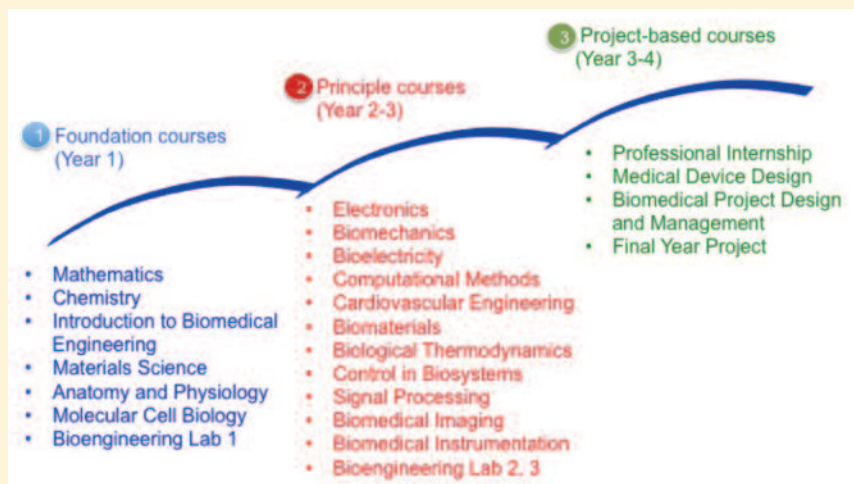 1 Foundation courses
(Year 1)
• Mathematics
• Chemistry
• Introduction to Biomedical
Engineering
• Materials Science
• Anatomy and Physiology
• Molecular Cell Biology
• Bioengineering Lab 1
2 Principle courses
(Year 2-3)
• Electronics
• Biomechanics
• Bioelectricity
• Computational Methods
• Cardiovascular Engineering
• Biomaterials
• Biological Thermodynamics
• Control in Biosystems
• Signal Processing
• Biomedical Imaging
• Biomedical Instrumentation
• Bioengineering Lab 2, 3
3 Project-based courses
(Year 3-4)
• Professional Internship
• Medical Device Design
• Biomedical Project Design
and Management
• Final Year Project